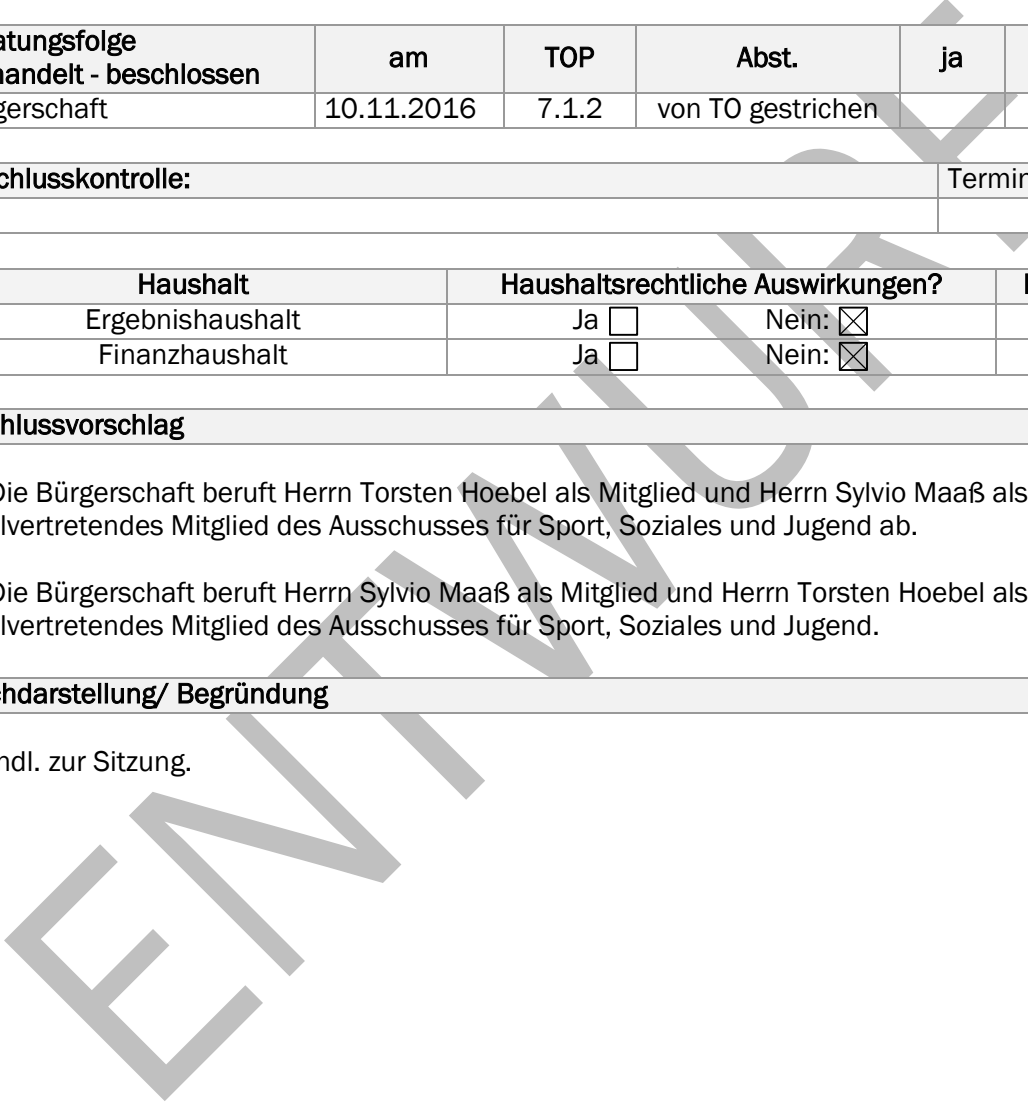 atungsfolge
andelt - beschlossen am TOP Abst. ja
gerschaft 10.11.2016 7.1.2 von TO gestrichen
chlusskontrolle: Termin
Haushalt Haushaltsrechtliche Auswirkungen?
Ergebnishaushalt Ja ☐ Nein: ☒
Finanzhaushalt Ja ☐ Nein: ☒
hlussvorschlag
Die Bürgerschaft beruft Herrn Torsten Hoebel als Mitglied und Herrn Sylvio Maaß als
lvertretendes Mitglied des Ausschusses für Sport, Soziales und Jugend ab.
Die Bürgerschaft beruft Herrn Sylvio Maaß als Mitglied und Herrn Torsten Hoebel als
lvertretendes Mitglied des Ausschusses für Sport, Soziales und Jugend.
hdarstellung/ Begründung
ndl. zur Sitzung.
ENTWURF